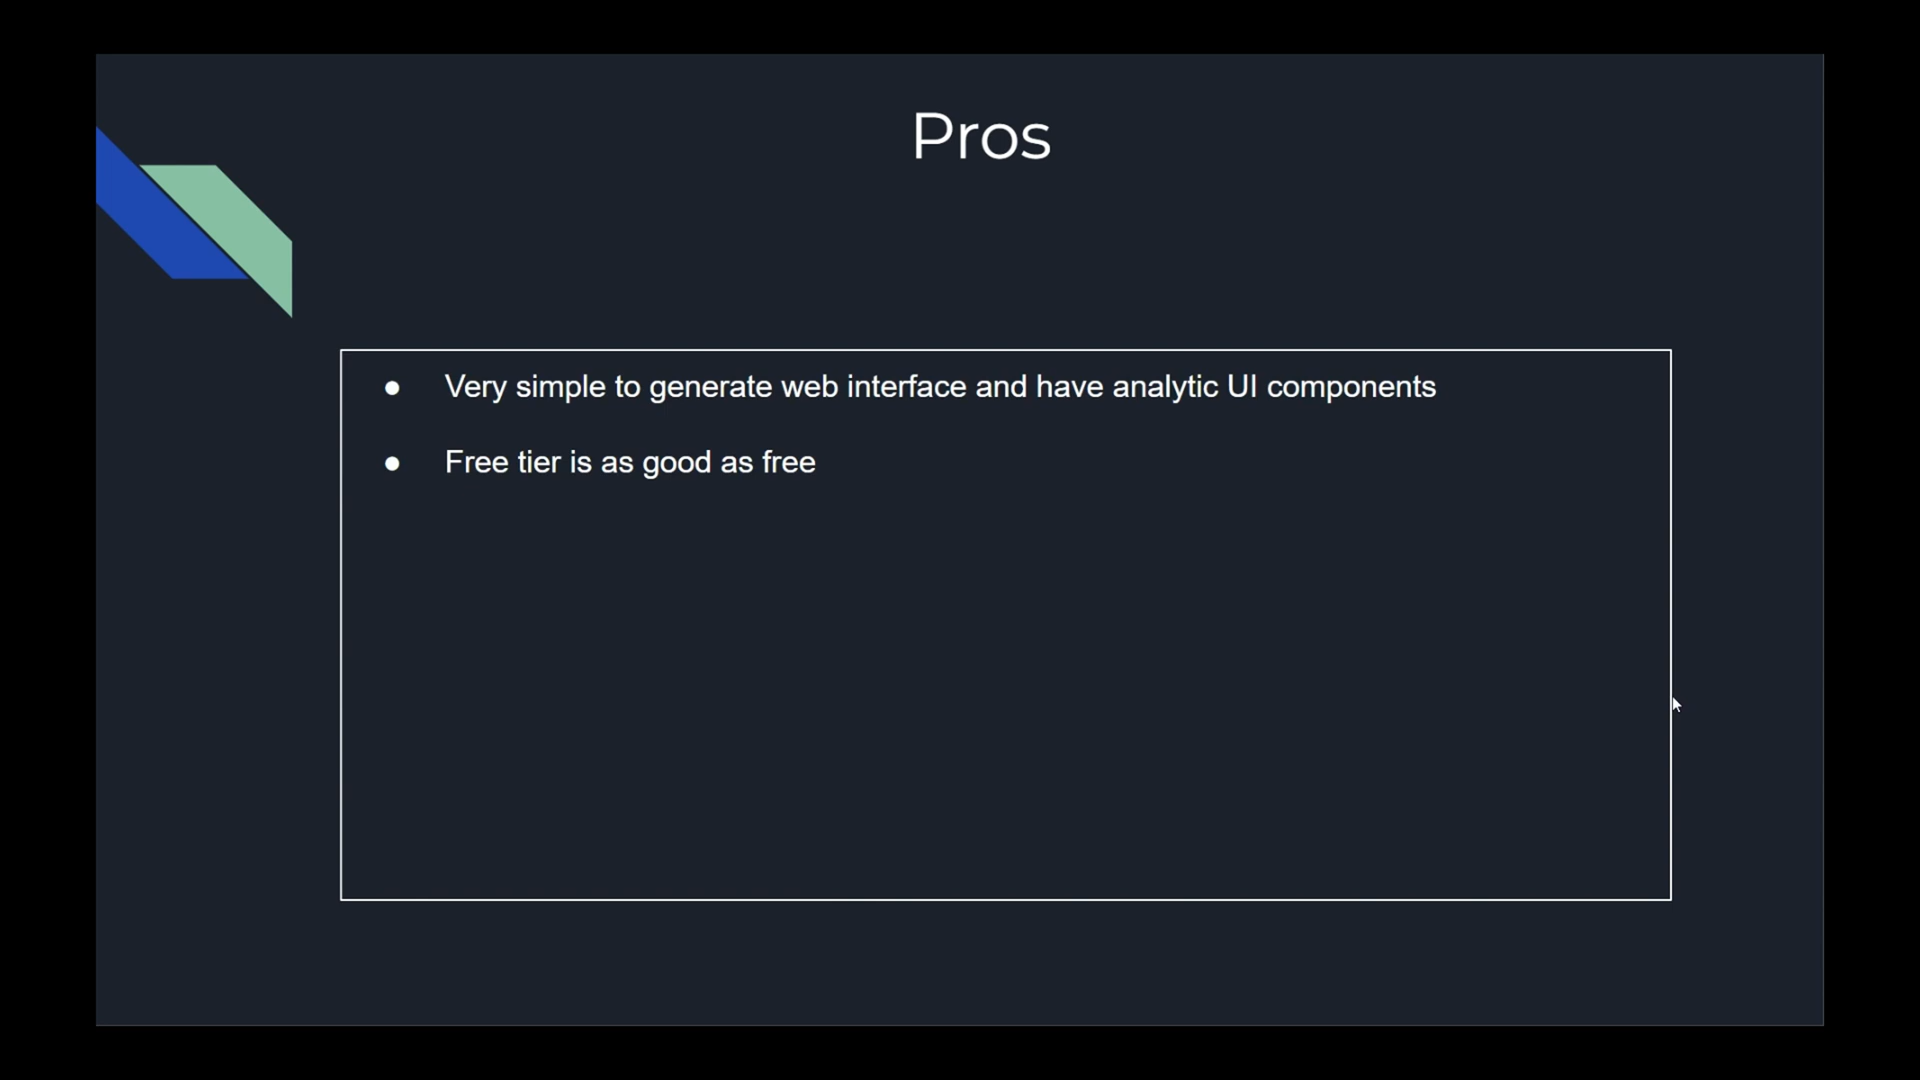 Pros
● Very simple to generate web interface and have analytic UI components
● Free tier is as good as free